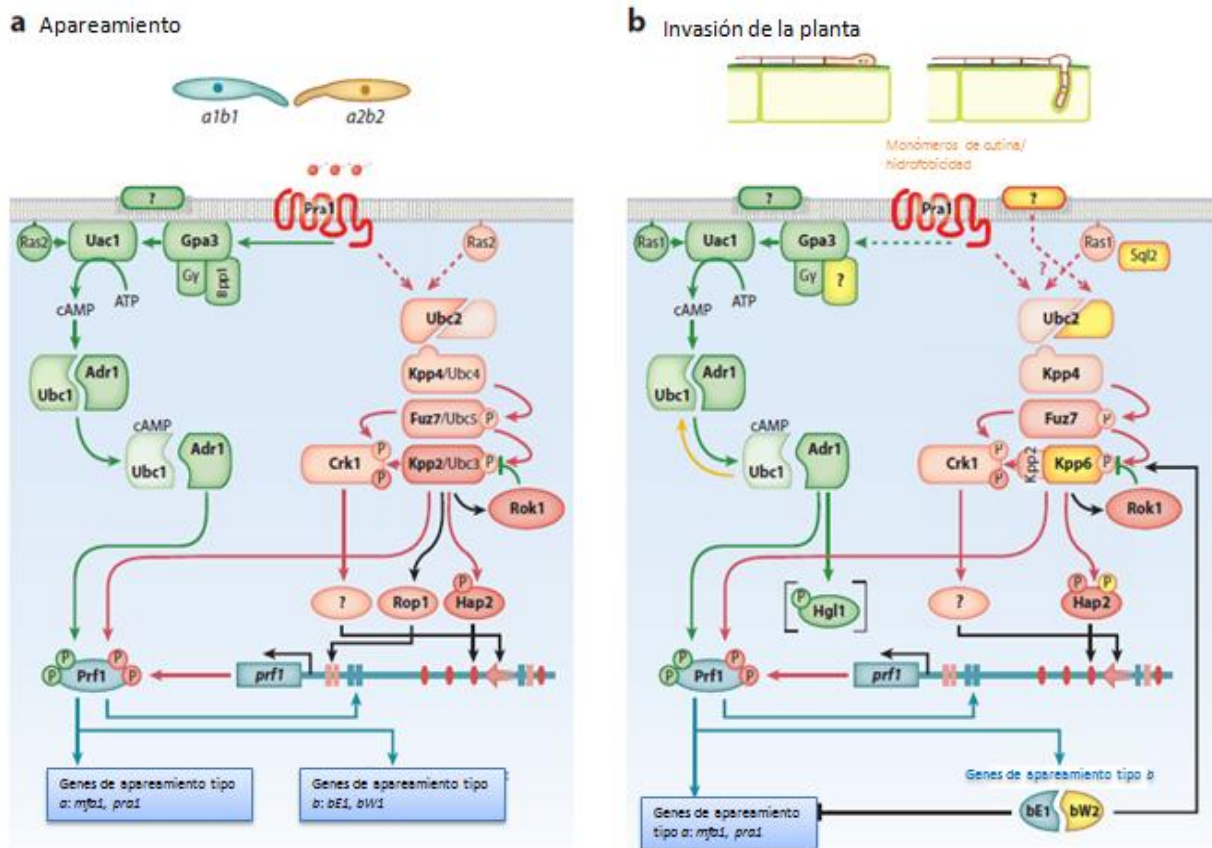 a Apareamiento
a1b1
a2b2
?
Pra1
Ras2
Uac1
Gpa3
Ras2
Gγ
Bpp1
cAMP
ATP
Ubc2
Ubc1
Adr1
Kpp4/Ubc4
Fuz7/Ubc5
P
cAMP
Ubc1
Adr1
Crk1
P
P
Kpp2/Ubc3
P
Rok1
?
Rop1
P
Hap2
P
P
Prf1
P
P
prf1
Genes de apareamiento tipo
a: mfa1, pra1
Genes de apareamiento tipo
b: bE1, bW1
b Invasión de la planta
Monómeros de cutina/
hidrofobicidad
?
Pra1
?
Ras1
Uac1
Gpa3
Ras1
Sql2
Gγ
?
?
cAMP
ATP
Ubc2
Ubc1
Adr1
Kpp4
Fuz7
P
cAMP
Ubc1
Adr1
Crk1
P
P
Kpp2
Kpp6
P
Rok1
P
Hgl1
?
P
P
Hap2
P
P
Prf1
P
P
prf1
Genes de apareamiento tipo b
bE1
bW2
Genes de apareamiento
tipo a: mfa1, pra1